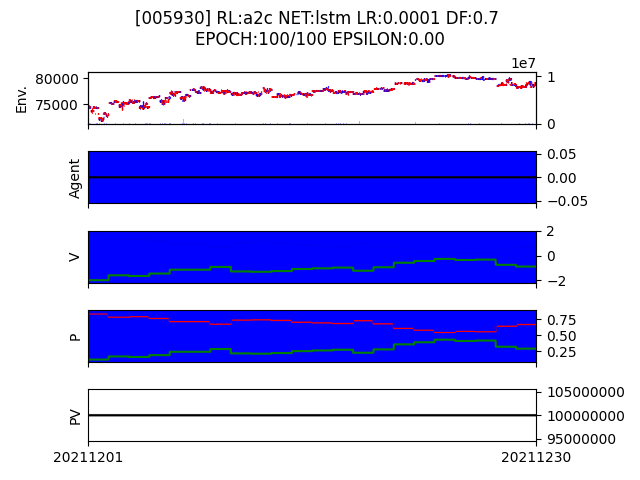 [005930] RL:a2c NET:lstm LR:0.0001 DF:0.7
EPOCH:100/100 EPSILON:0.00
1e7
Env.
80000
75000
1
0
Agent
0.05
0.00
−0.05
V
2
0
−2
P
0.75
0.50
0.25
PV
105000000
100000000
95000000
20211201
20211230